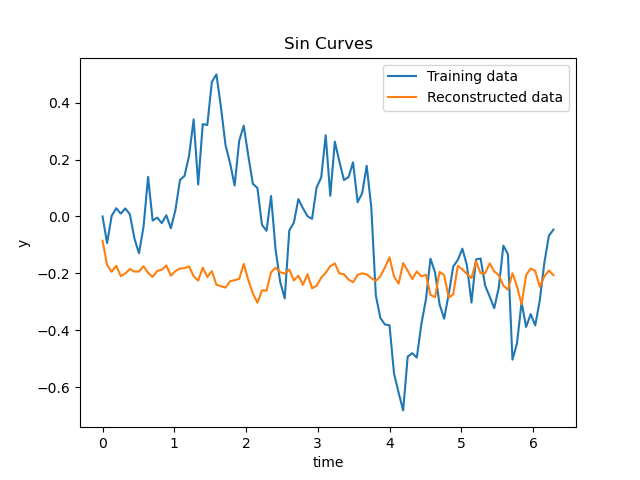 Sin Curves
Training data
Reconstructed data
0.4
0.2
0.0
−0.2
−0.4
−0.6
y
0 1 2 3 4 5 6
time